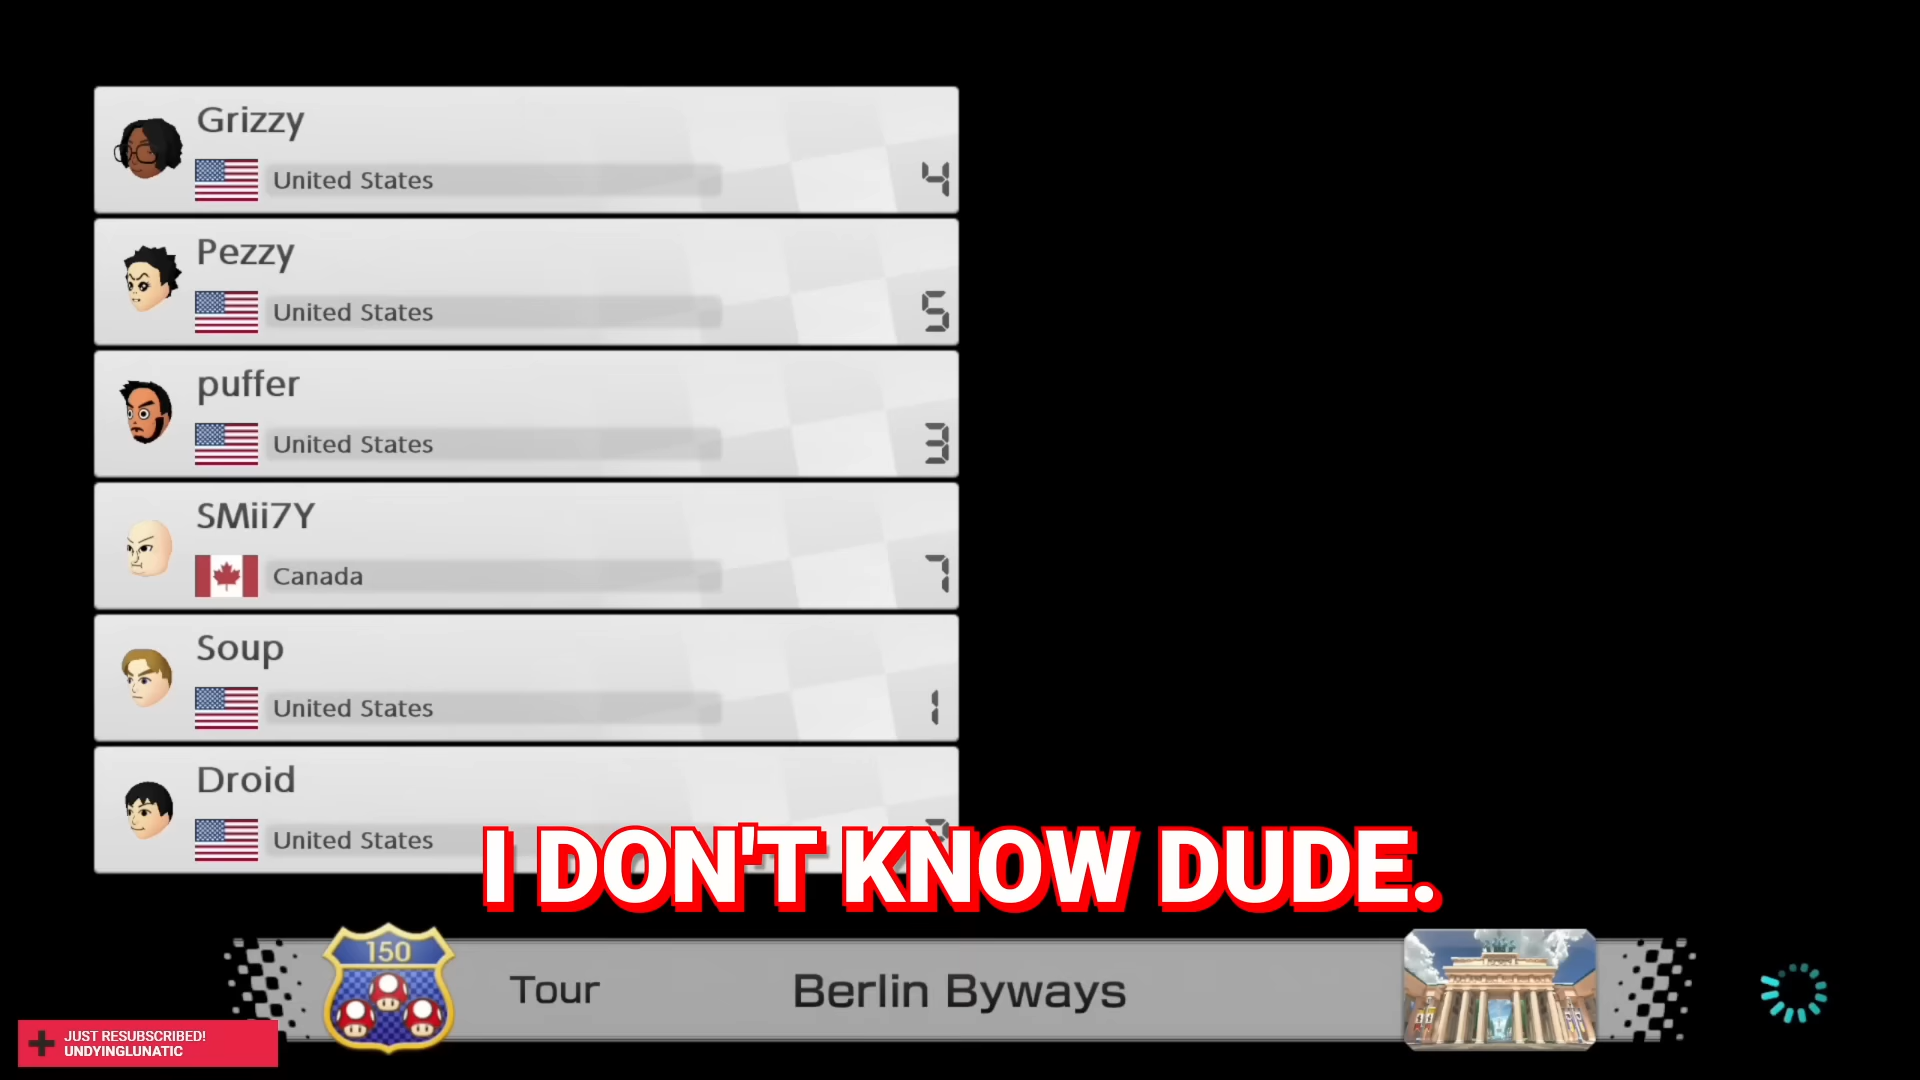 Grizzy
United States
4
Pezzy
United States
5
puffer
United States
3
SMii7Y
Canada
7
Soup
United States
1
Droid
United States
I DON'T KNOW DUDE.
150
Tour
Berlin Byways
JUST RESUBSCRIBED!
UNDYINGLUNATIC